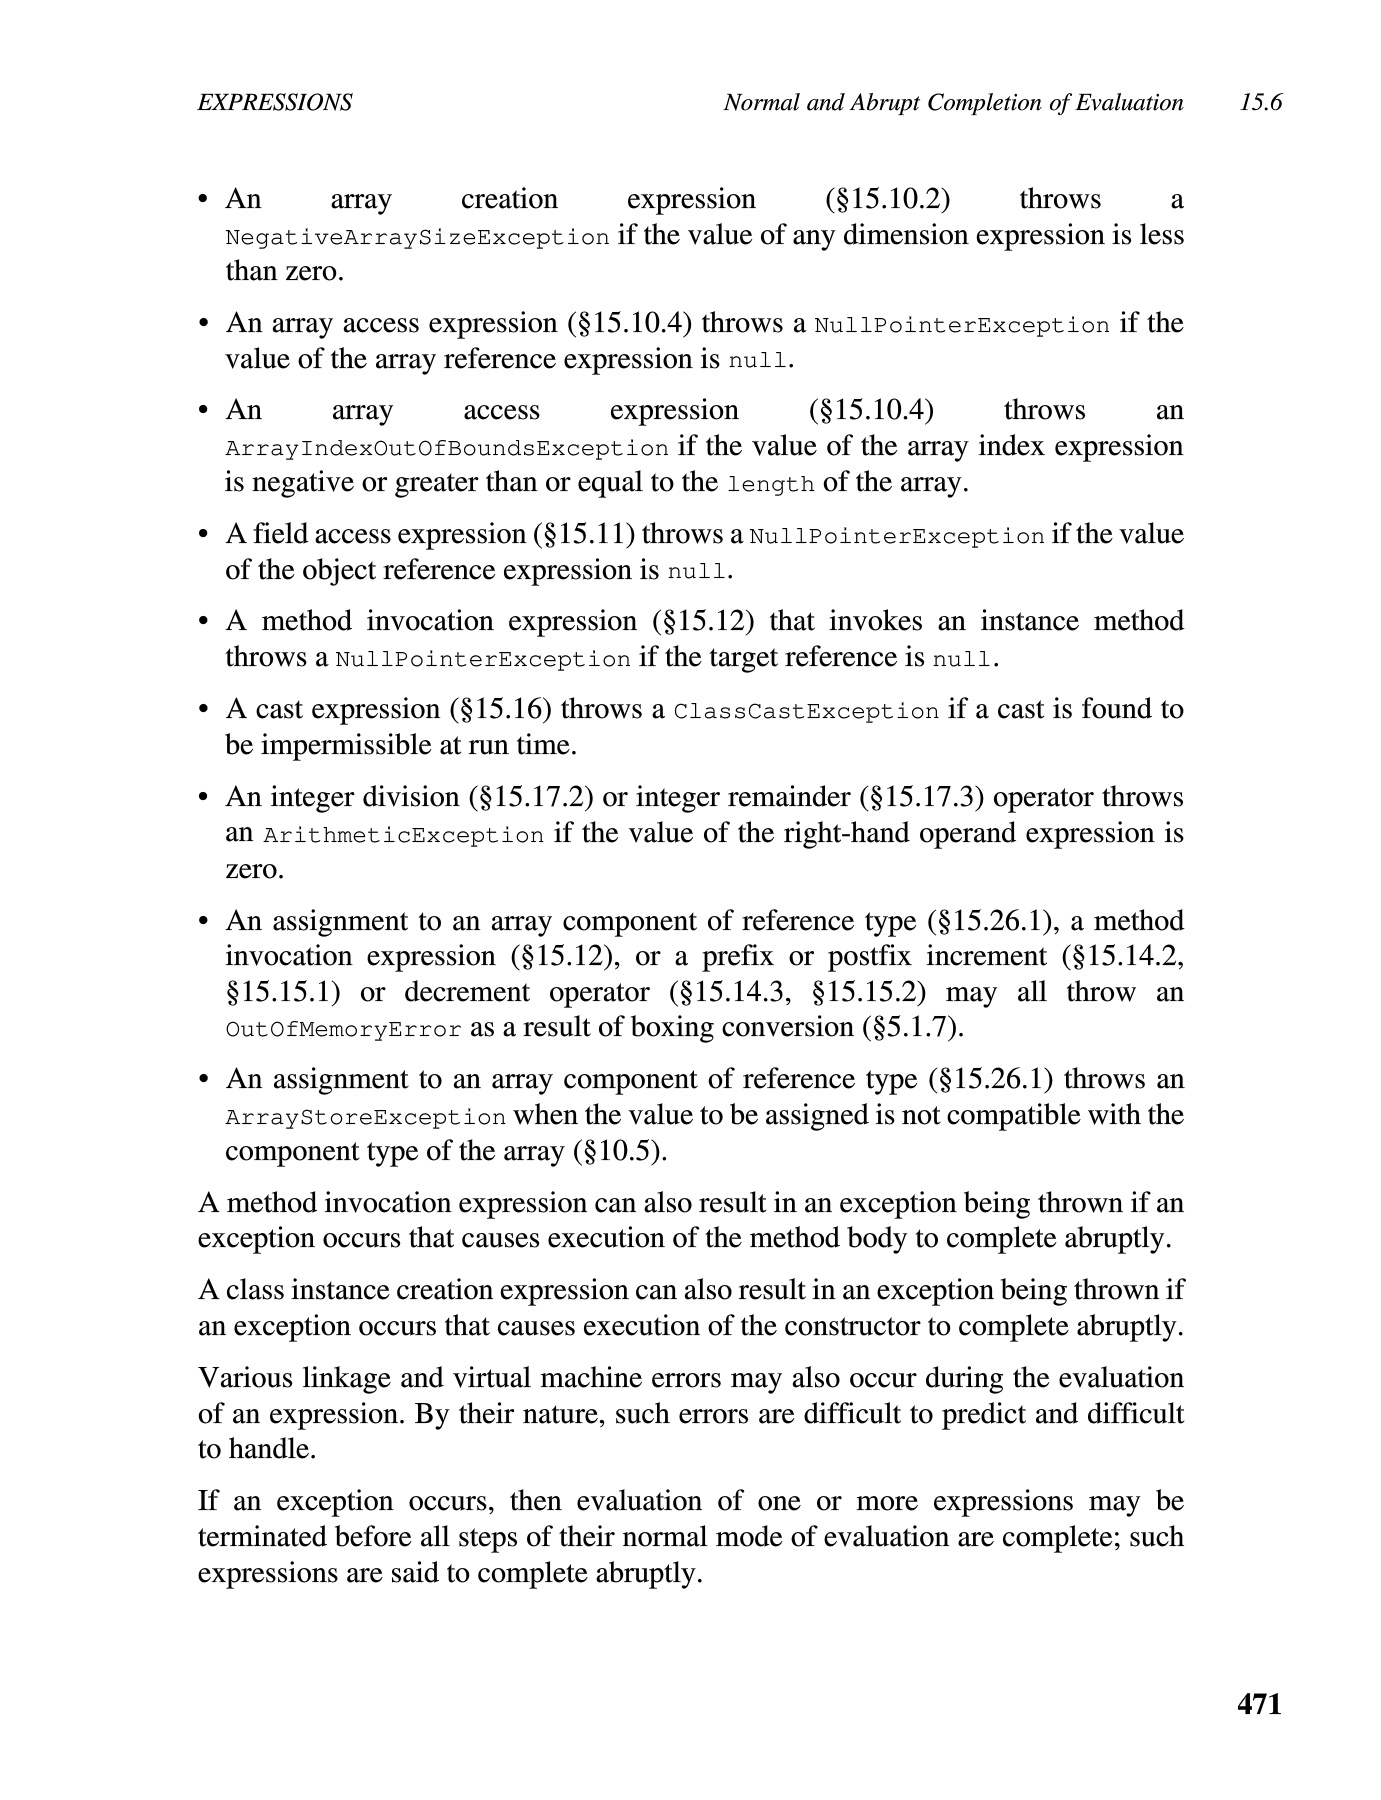 EXPRESSIONS Normal and Abrupt Completion of Evaluation 15.6
• An array creation expression (§15.10.2) throws a
NegativeArraySizeException if the value of any dimension expression is less
than zero.
• An array access expression (§15.10.4) throws a NullPointerException if the
value of the array reference expression is null.
• An array access expression (§15.10.4) throws an
ArrayIndexOutOfBoundsException if the value of the array index expression
is negative or greater than or equal to the length of the array.
• A field access expression (§15.11) throws a NullPointerException if the value
of the object reference expression is null.
• A method invocation expression (§15.12) that invokes an instance method
throws a NullPointerException if the target reference is null.
• A cast expression (§15.16) throws a ClassCastException if a cast is found to
be impermissible at run time.
• An integer division (§15.17.2) or integer remainder (§15.17.3) operator throws
an ArithmeticException if the value of the right-hand operand expression is
zero.
• An assignment to an array component of reference type (§15.26.1), a method
invocation expression (§15.12), or a prefix or postfix increment (§15.14.2,
§15.15.1) or decrement operator (§15.14.3, §15.15.2) may all throw an
OutOfMemoryError as a result of boxing conversion (§5.1.7).
• An assignment to an array component of reference type (§15.26.1) throws an
ArrayStoreException when the value to be assigned is not compatible with the
component type of the array (§10.5).
A method invocation expression can also result in an exception being thrown if an
exception occurs that causes execution of the method body to complete abruptly.
A class instance creation expression can also result in an exception being thrown if
an exception occurs that causes execution of the constructor to complete abruptly.
Various linkage and virtual machine errors may also occur during the evaluation
of an expression. By their nature, such errors are difficult to predict and difficult
to handle.
If an exception occurs, then evaluation of one or more expressions may be
terminated before all steps of their normal mode of evaluation are complete; such
expressions are said to complete abruptly.
471